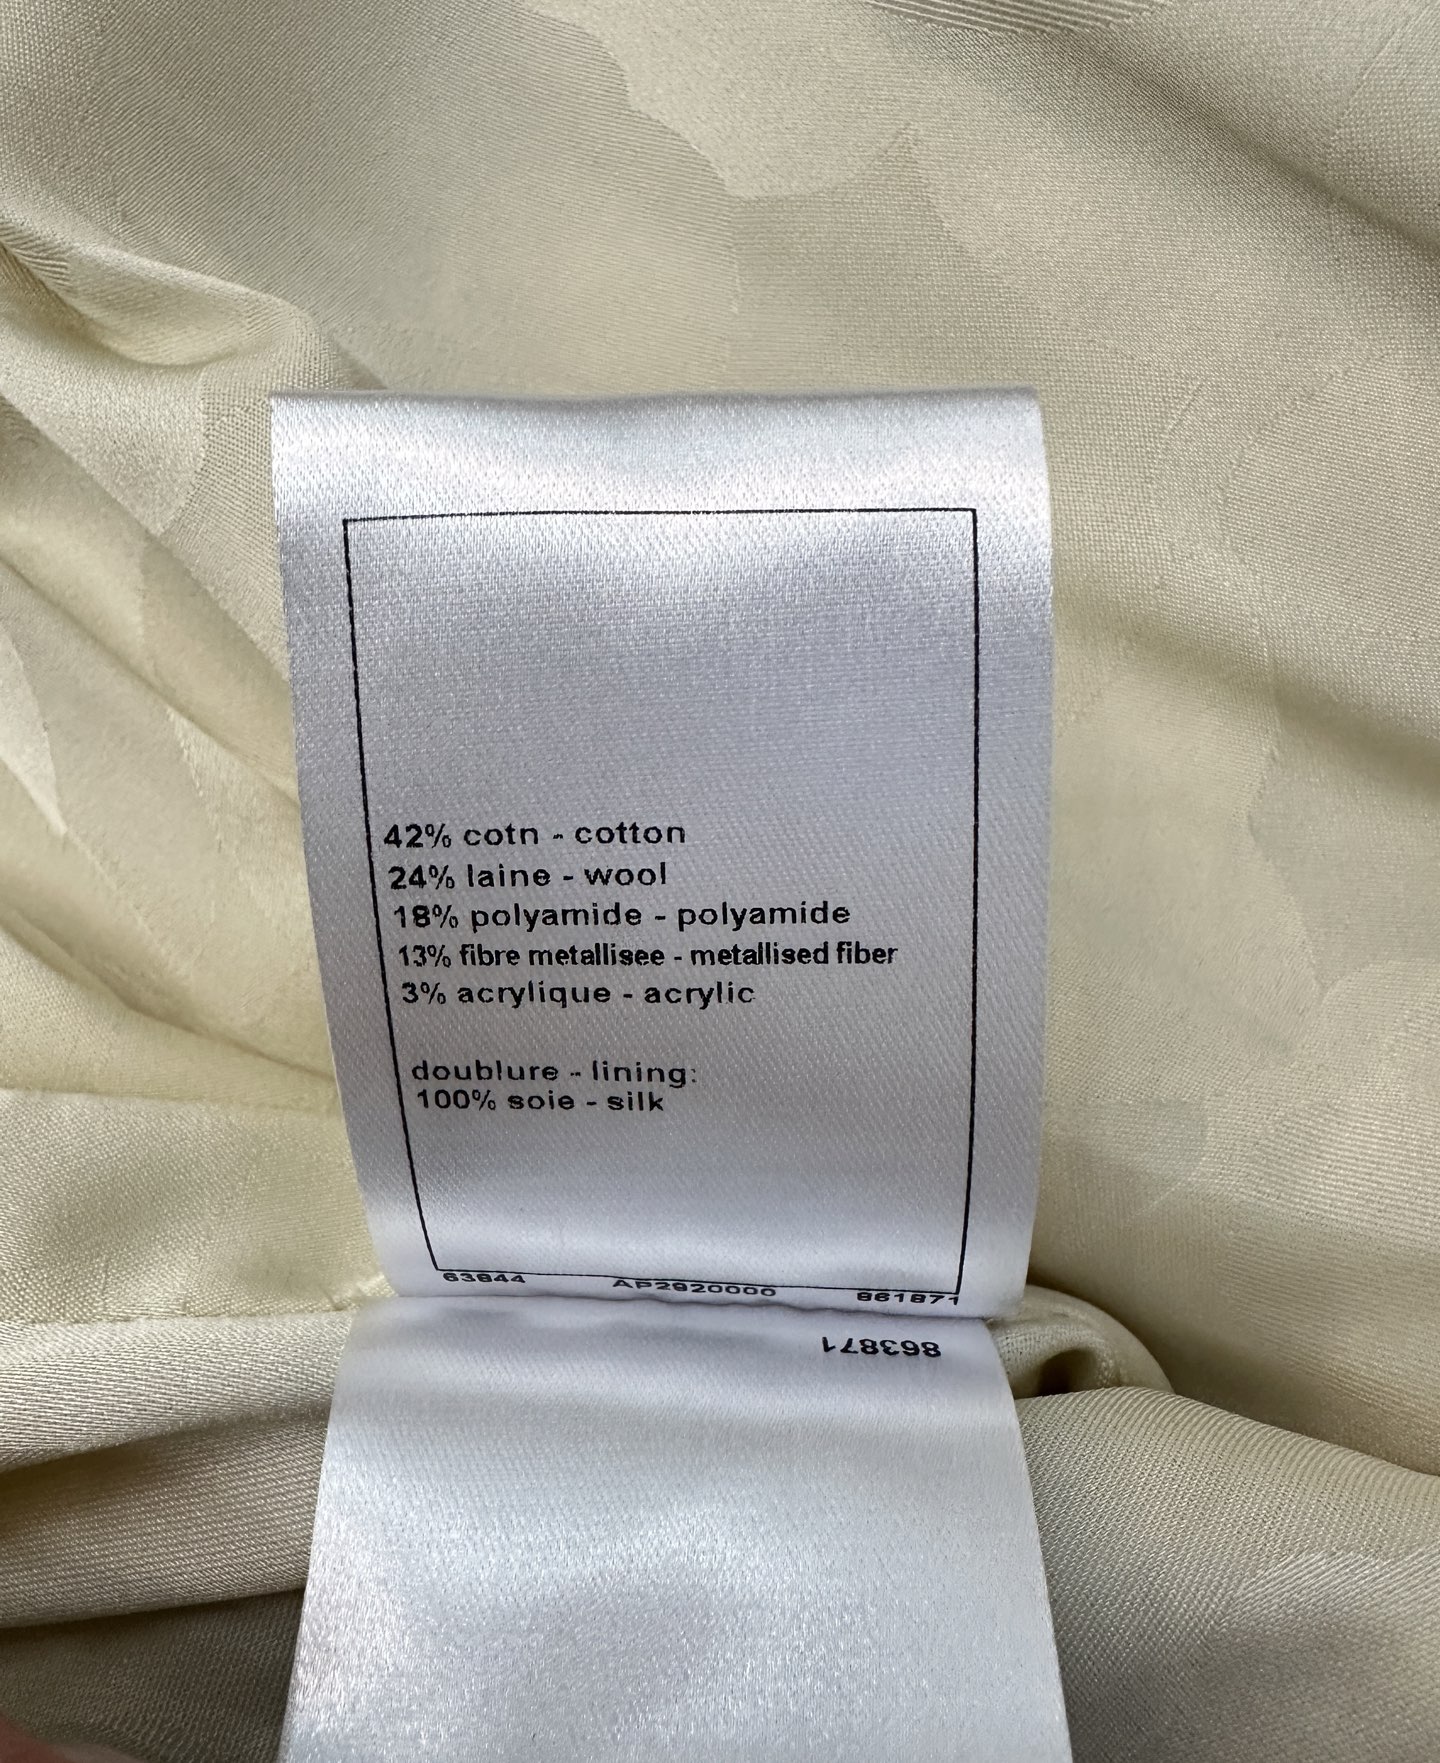 42% cotn - cotton
24% laine - wool
18% polyamide - polyamide
13% fibre metallisee - metallised fiber
3% acrylique - acrylic
doublure - lining:
100% soie - silk
63844 AP2920000 861871
863871